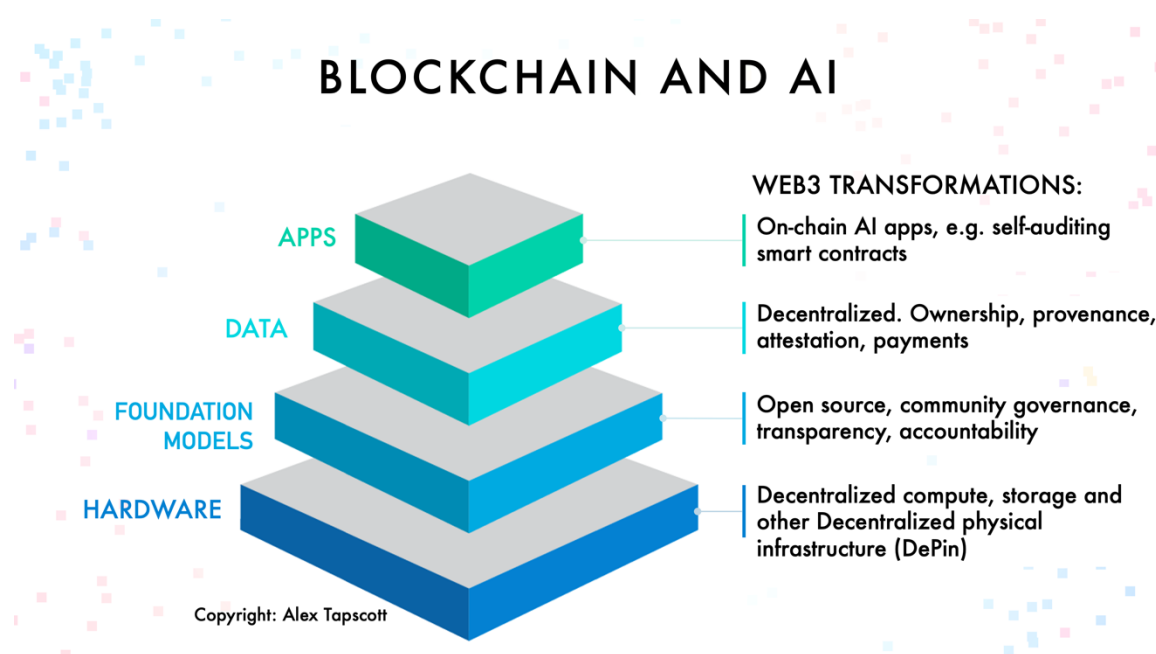 BLOCKCHAIN AND AI
WEB3 TRANSFORMATIONS:
APPS
On-chain AI apps, e.g. self-auditing
smart contracts
DATA
Decentralized. Ownership, provenance,
attestation, payments
FOUNDATION
MODELS
Open source, community governance,
transparency, accountability
HARDWARE
Decentralized compute, storage and
other Decentralized physical
infrastructure (DePin)
Copyright: Alex Tapscott